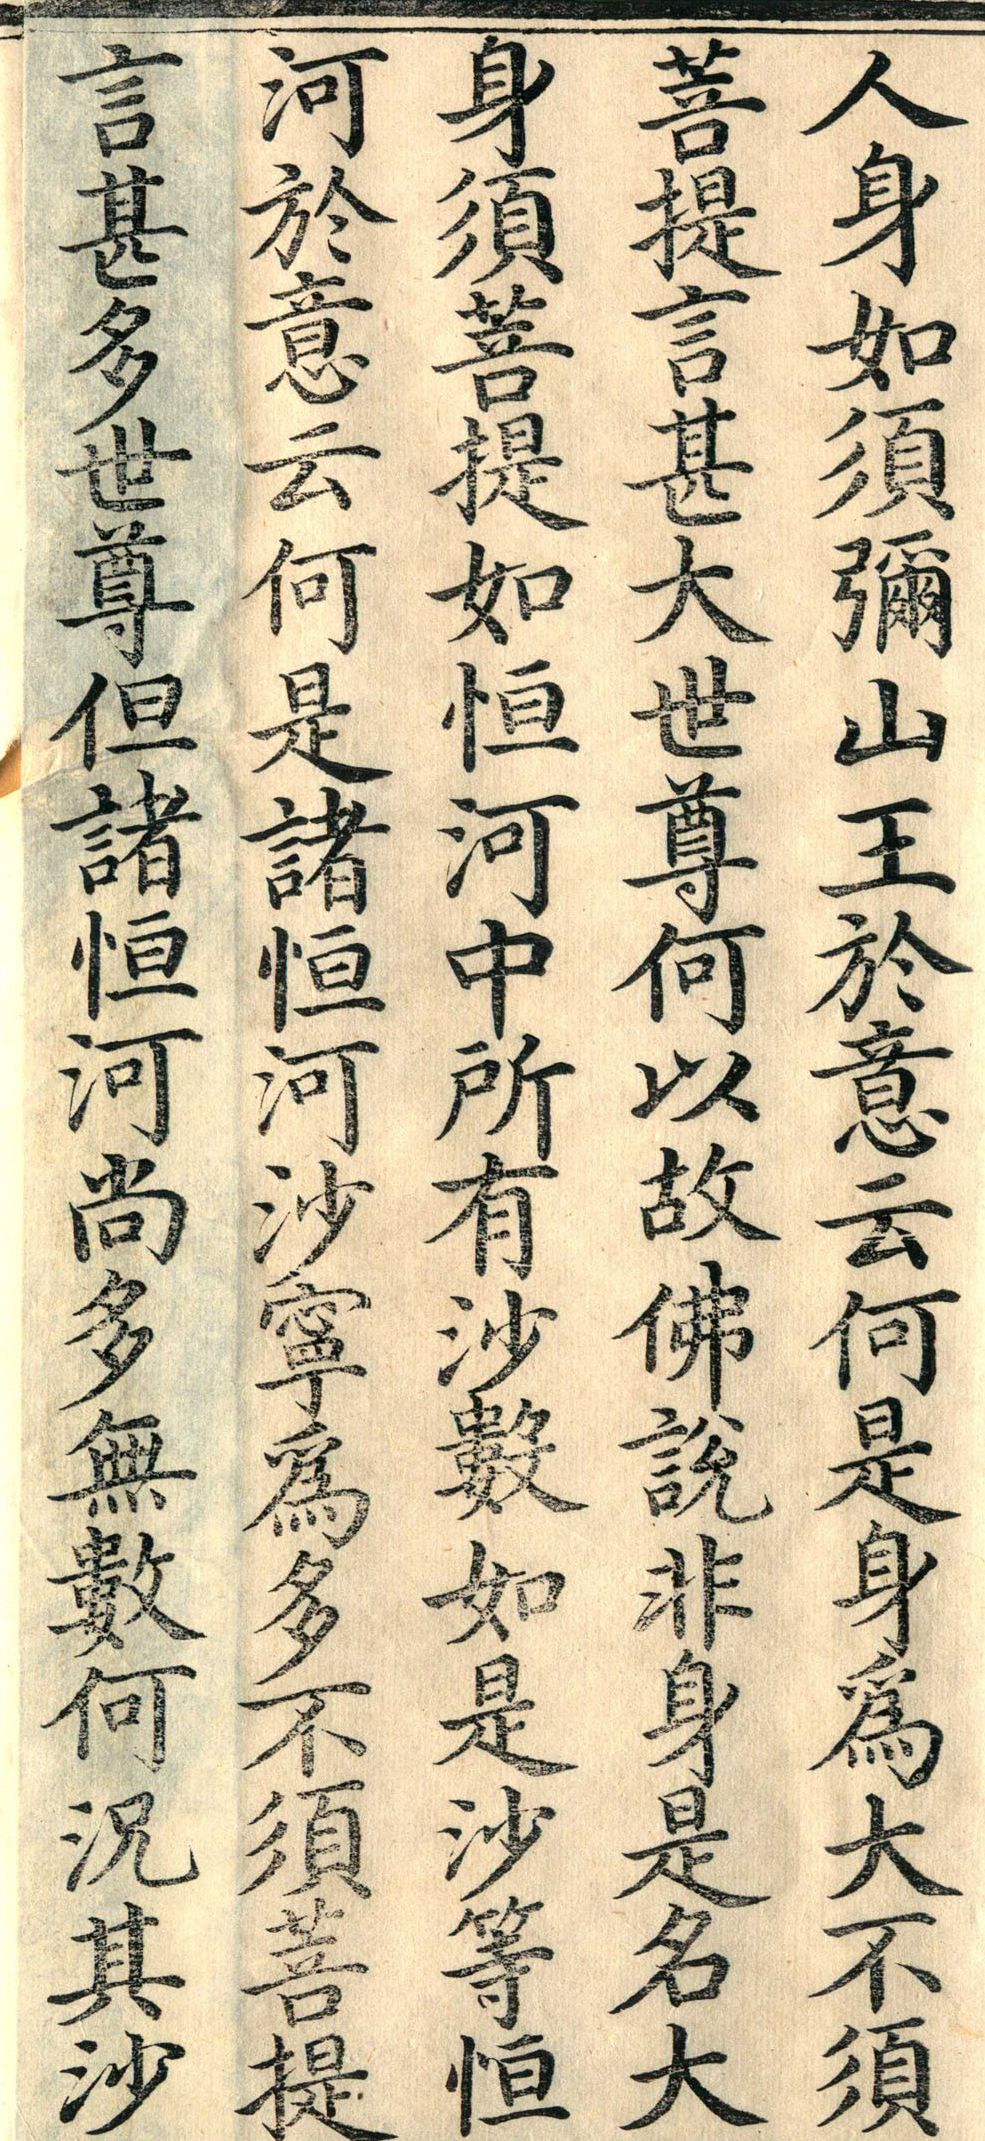 人身如須彌山王於意云何是身爲大不須
菩提言甚大世尊何以故佛說非身是名大
身須菩提如恒河中所有沙數如是沙等恒
河於意云何是諸恒河沙寧爲多不須菩提
言甚多世尊但諸恒河尚多無數何況其沙